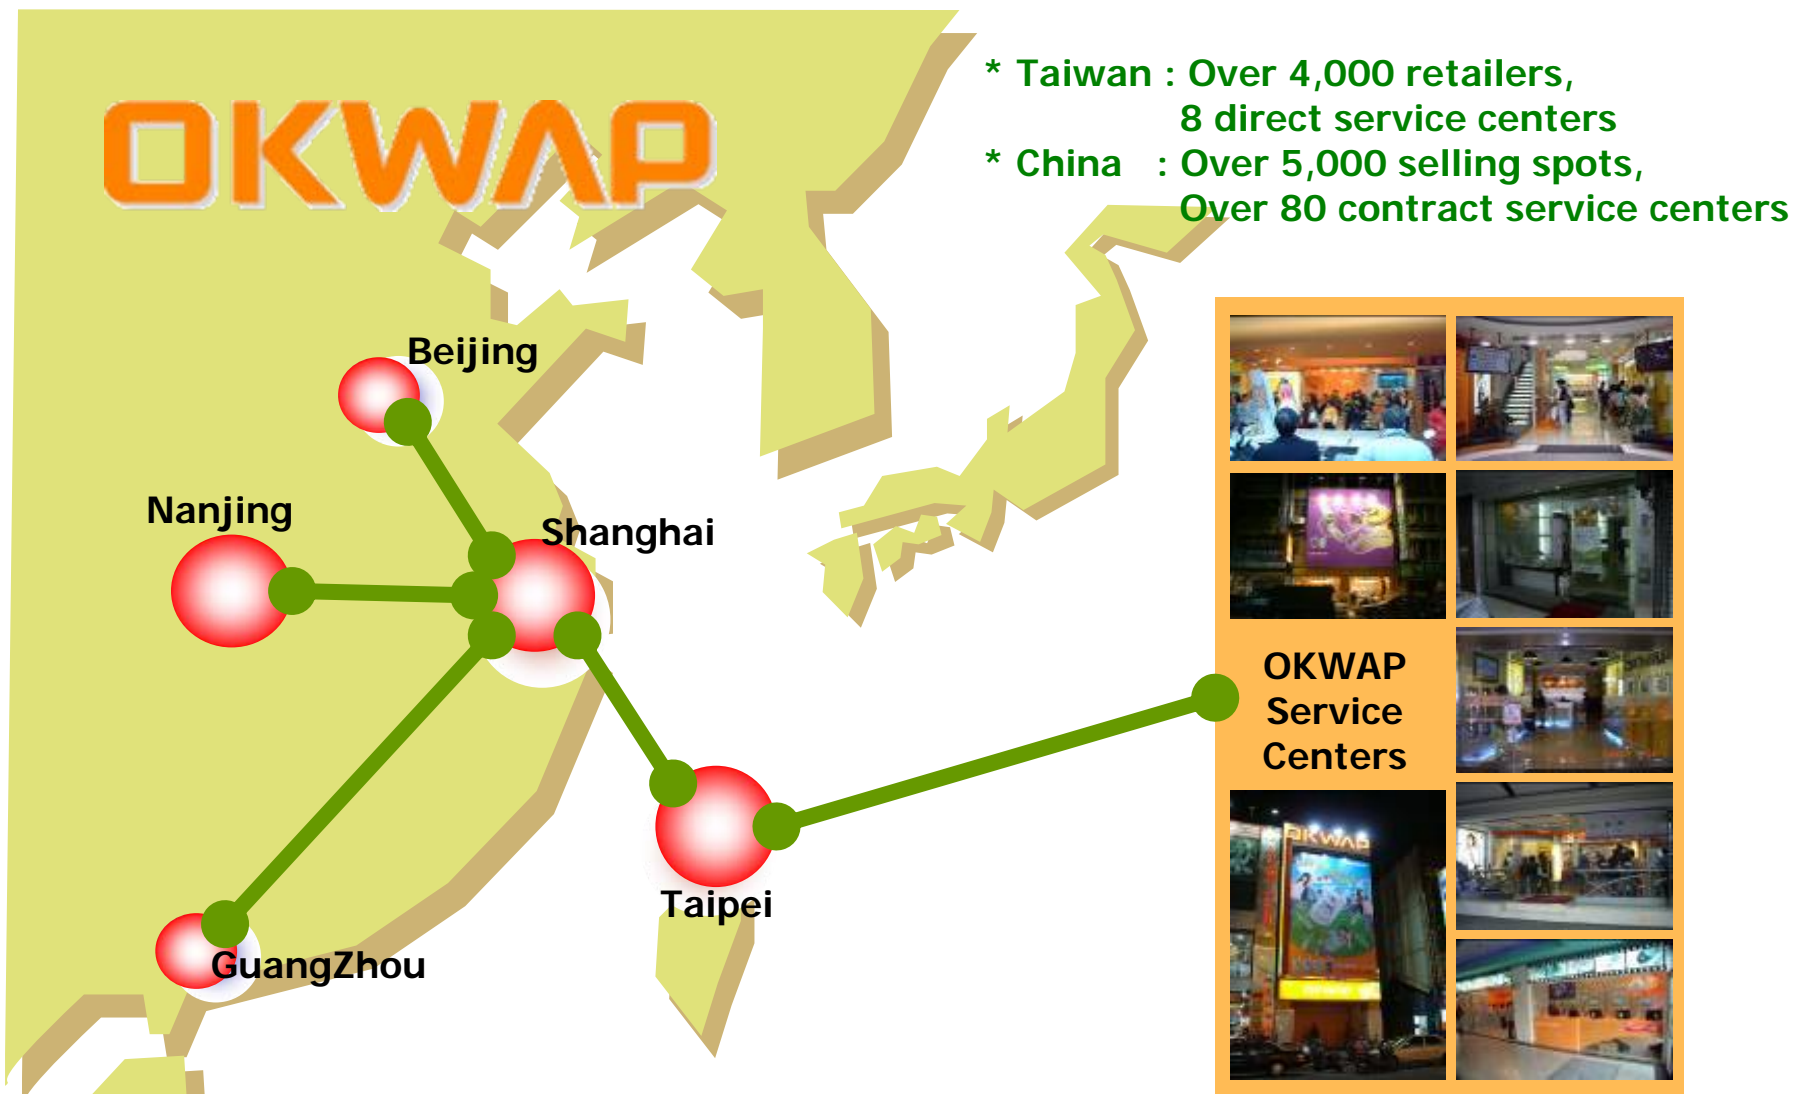 OKWAP
* Taiwan : Over 4,000 retailers,
8 direct service centers
* China : Over 5,000 selling spots,
Over 80 contract service centers
Beijing
Nanjing
Shanghai
Taipei
GuangZhou
OKWAP
Service
Centers
OKWAP